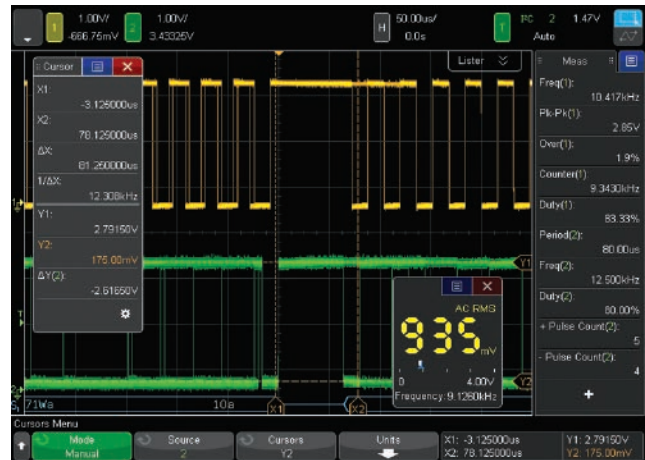 1 1.00V/ -666.75mV 2 1.00V/ 3.43325V H 50.00us/ 0.0s T I²C 2 1.47V Auto
Lister
Cursor
X1:
-3.125000us
X2:
78.125000us
ΔX:
81.250000us
1/ΔX:
12.308kHz
Y1:
2.79150V
Y2:
175.00mV
ΔY(2):
-2.61650V
Meas
Freq(1):
10.417kHz
Pk-Pk(1):
2.85V
Over(1):
1.9%
Counter(1)
9.3430kHz
Duty(1):
83.33%
Period(2):
80.00us
Freq(2):
12.500kHz
Duty(2):
80.00%
+ Pulse Count(2):
5
- Pulse Count(2):
4
Y1
AC RMS
935 mV
0 4.00V
Frequency: 9.1260kHz
Y2
S1 71Wa 10a X1 X2
Cursors Menu
Mode
Manual
Source
2
Cursors
Y2
Units
X1: -3.125000us
X2: 78.125000us
Y1: 2.79150V
Y2: 175.00mV